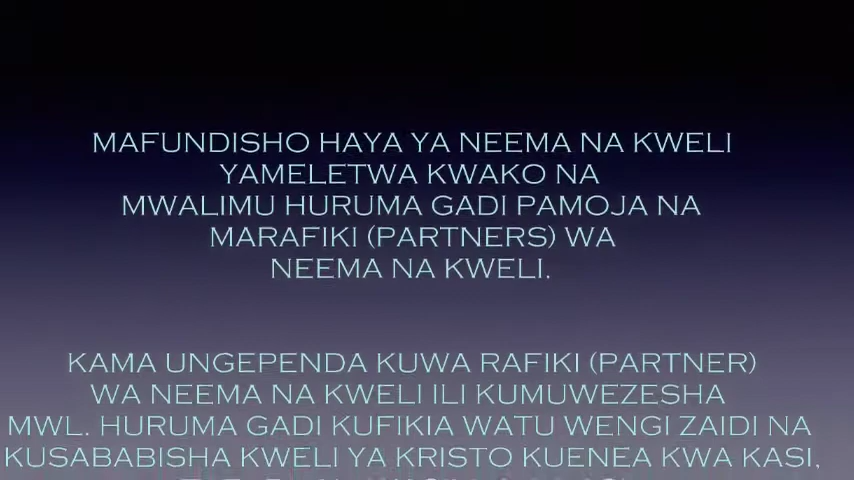 MAFUNDISHO HAYA YA NEEMA NA KWELI
YAMELETWA KWAKO NA
MWALIMU HURUMA GADI PAMOJA NA
MARAFIKI (PARTNERS) WA
NEEMA NA KWELI.
KAMA UNGEPENDA KUWA RAFIKI (PARTNER)
WA NEEMA NA KWELI ILI KUMUWEZESHA
MWL. HURUMA GADI KUFIKIA WATU WENGI ZAIDI NA
KUSABABISHA KWELI YA KRISTO KUENEA KWA KASI,